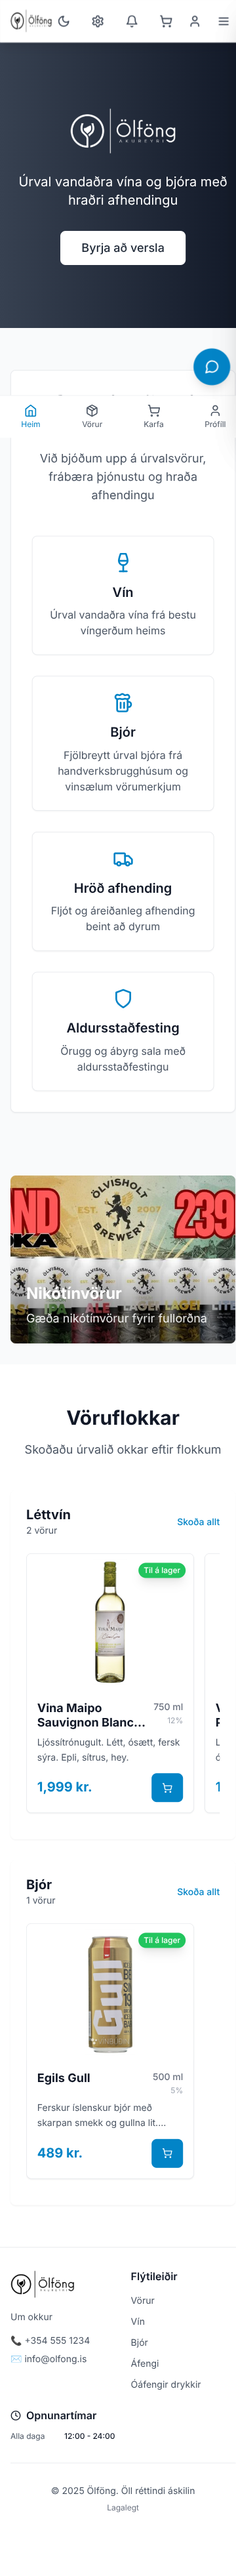 Ölföng
Ölföng
AKUREYRI
Úrval vandaðra vína og bjóra með
hraðri afhendingu
Byrja að versla
Heim
Vörur
Karfa
Prófíll
Við bjóðum upp á úrvalsvörur,
frábæra þjónustu og hraða
afhendingu
Vín
Úrval vandaðra vína frá bestu
víngerðum heims
Bjór
Fjölbreytt úrval bjóra frá
handverksbrugghúsum og
vinsælum vörumerkjum
Hröð afhending
Fljót og áreiðanleg afhending
beint að dyrum
Aldursstaðfesting
Örugg og ábyrg sala með
aldursstaðfestingu
ÖLVISHOLT
BREWERY
SINCE 2007
239
Nikótínvörur
Gæða nikótínvörur fyrir fullorðna
Vöruflokkar
Skoðaðu úrvalið okkar eftir flokkum
Léttvín
2 vörur
Skoða allt
Til á lager
Vina Maipo
Sauvignon Blanc...
750 ml
12%
Ljóssítrónugult. Létt, ósætt, fersk
sýra. Epli, sítrus, hey.
1,999 kr.
Bjór
1 vörur
Skoða allt
Til á lager
Gull
Egils Gull
500 ml
5%
Ferskur íslenskur bjór með
skarpan smekk og gullna lit....
489 kr.
Ölföng
Um okkur
+354 555 1234
info@olfong.is
Flýtileiðir
Vörur
Vín
Bjór
Áfengi
Óáfengir drykkir
Opnunartímar
Alla daga 12:00 - 24:00
© 2025 Ölföng. Öll réttindi áskilin
Lagalegt